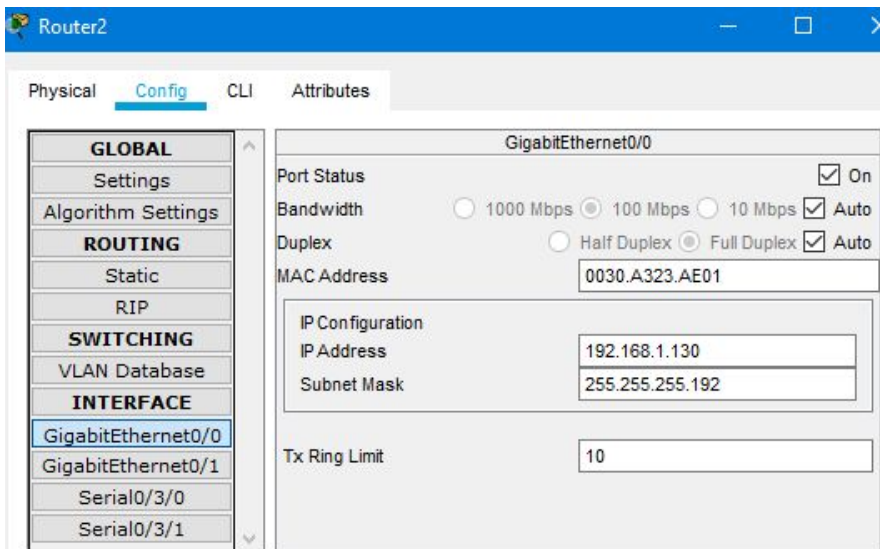 Router2
Physical Config CLI Attributes
GLOBAL
Settings
Algorithm Settings
ROUTING
Static
RIP
SWITCHING
VLAN Database
INTERFACE
GigabitEthernet0/0
GigabitEthernet0/1
Serial0/3/0
Serial0/3/1
GigabitEthernet0/0
Port Status On
Bandwidth 1000 Mbps 100 Mbps 10 Mbps Auto
Duplex Half Duplex Full Duplex Auto
MAC Address 0030.A323.AE01
IP Configuration
IP Address 192.168.1.130
Subnet Mask 255.255.255.192
Tx Ring Limit 10